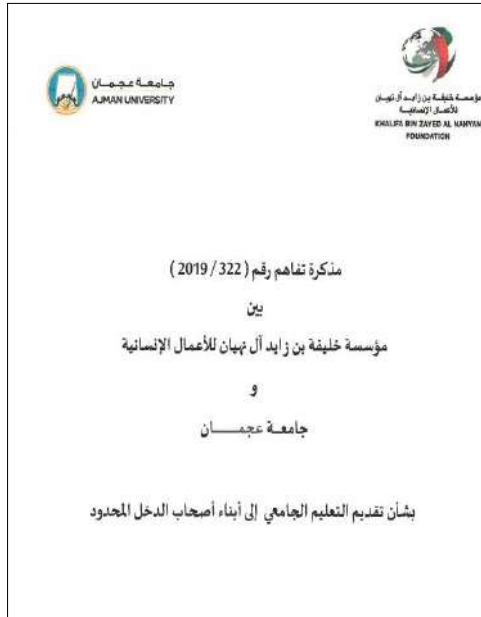 جامعة عجمان
AJMAN UNIVERSITY
مؤسسة خليفة بن زايد آل نهيان
للأعمال الإنسانية
KHALIFA BIN ZAYED AL NAHYAN
FOUNDATION
مذكرة تفاهم رقم ( 322 / 2019 )
بين
مؤسسة خليفة بن زايد آل نهيان للأعمال الإنسانية
و
جامعة عجمـــــان
بشأن تقديم التعليم الجامعي إلى أبناء أصحاب الدخل المحدود